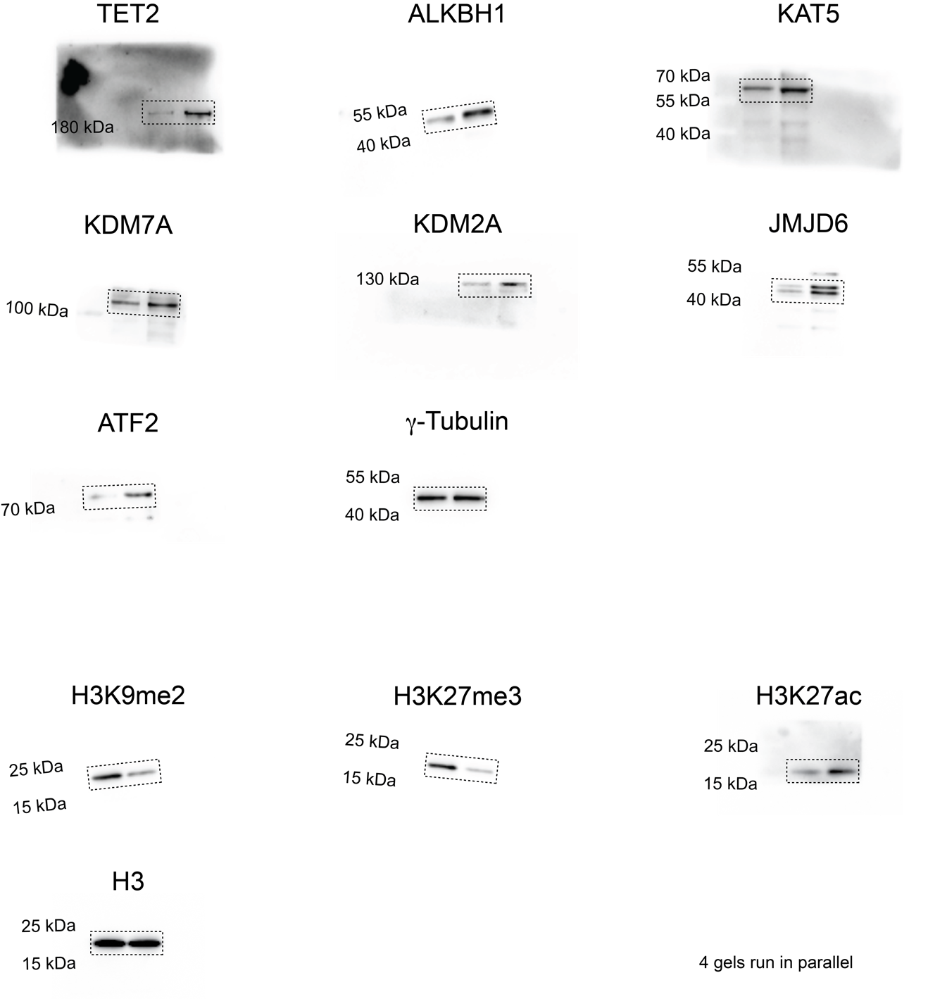 TET2
ALKBH1
KAT5
180 kDa
55 kDa
40 kDa
70 kDa
55 kDa
40 kDa
KDM7A
KDM2A
JMJD6
100 kDa
130 kDa
55 kDa
40 kDa
ATF2
γ-Tubulin
70 kDa
55 kDa
40 kDa
H3K9me2
H3K27me3
H3K27ac
25 kDa
15 kDa
25 kDa
15 kDa
25 kDa
15 kDa
H3
25 kDa
15 kDa
4 gels run in parallel